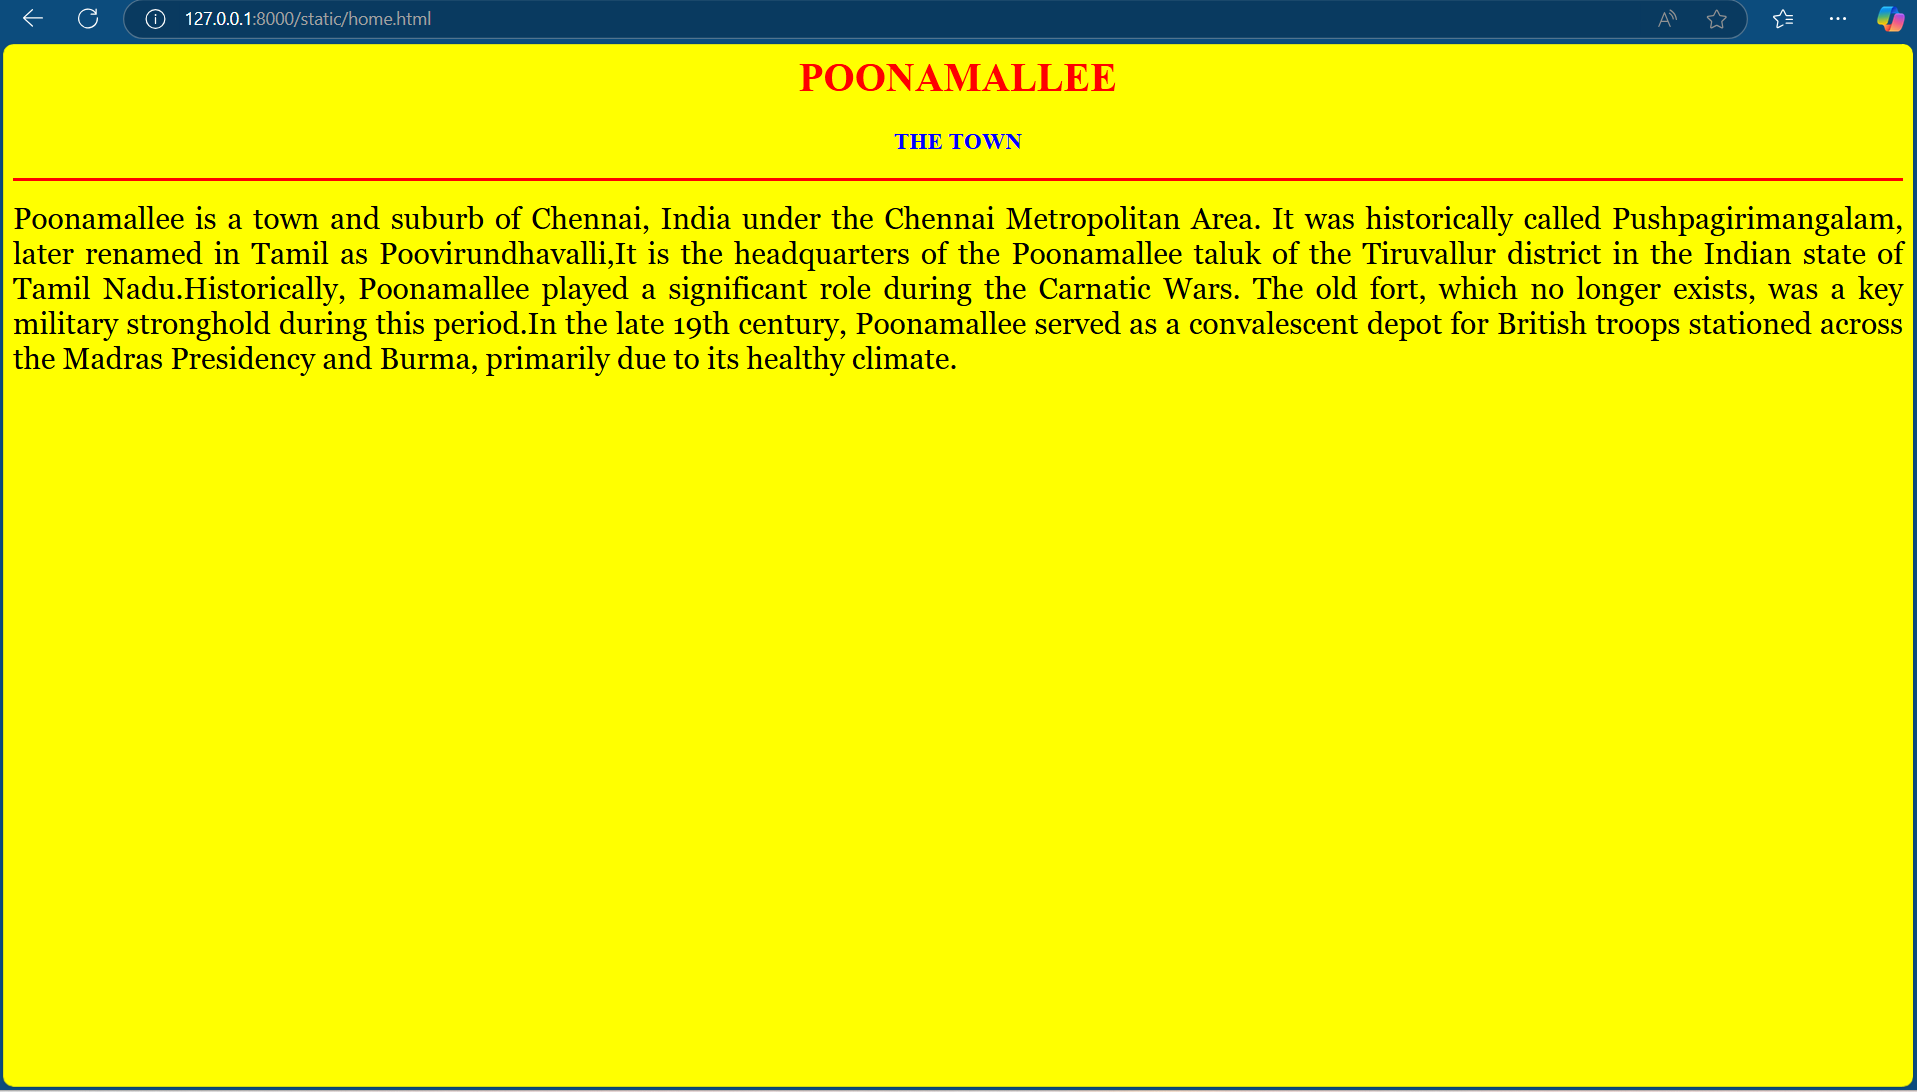 127.0.0.1:8000/static/home.html
POONAMALLEE
THE TOWN
Poonamallee is a town and suburb of Chennai, India under the Chennai Metropolitan Area. It was historically called Pushpagirimangalam,
later renamed in Tamil as Poovirundhavalli,It is the headquarters of the Poonamallee taluk of the Tiruvallur district in the Indian state of
Tamil Nadu.Historically, Poonamallee played a significant role during the Carnatic Wars. The old fort, which no longer exists, was a key
military stronghold during this period.In the late 19th century, Poonamallee served as a convalescent depot for British troops stationed across
the Madras Presidency and Burma, primarily due to its healthy climate.